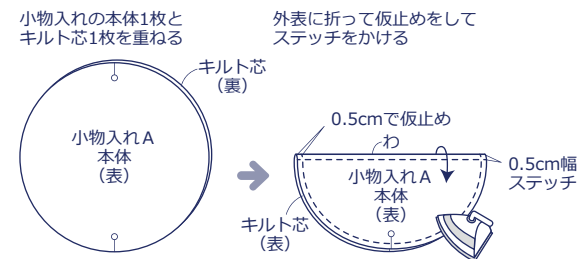 小物入れの本体1枚と
キルト芯1枚を重ねる
キルト芯
（裏）
小物入れA
本体
（表）
外表に折って仮止めをして
ステッチをかける
0.5cmで仮止め
わ
0.5cm幅
ステッチ
小物入れA
本体
（表）
キルト芯
（表）